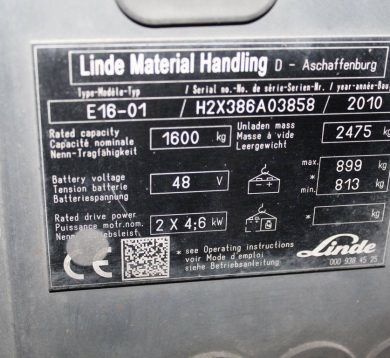 Linde Material Handling D - Aschaffenburg
Type-Modèle-Typ / Serial no.-No. de série-Serien-Nr. / year-année-Bau
E16-01 / H2X386A03858 / 2010
Rated capacity
Capacité nominale
Nenn-Tragfähigkeit
1600 kg
Unladen mass
Masse à vide
Leergewicht
2475 kg
Battery voltage
Tension batterie
Batteriespannung
48 V
- +
max. 899 kg
*
min. 813 kg
Rated drive power
Puissance motr.nom.
2 X 4,6 kW
* kg
CE
* see Operating instructions
voir Mode d'emploi
siehe Betriebsanleitung
Linde
000 938 45 25